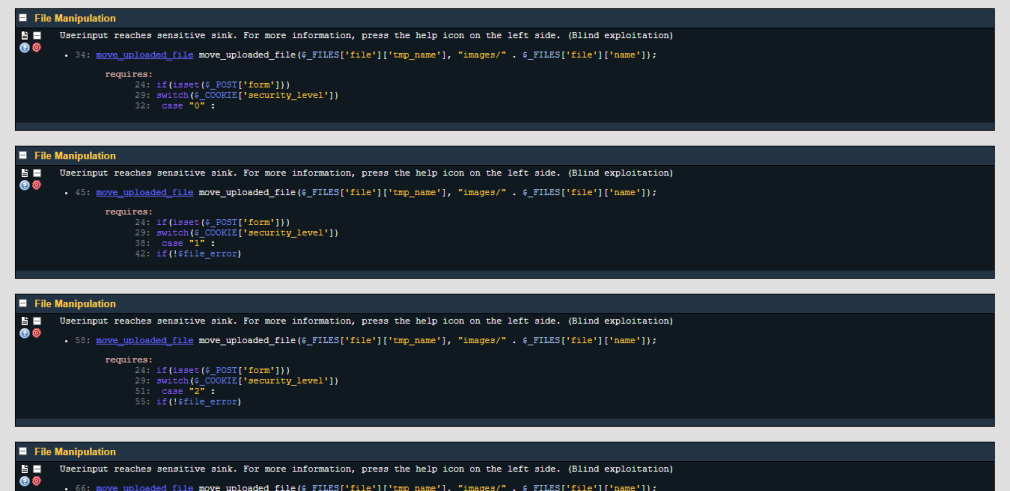 File Manipulation
Userinput reaches sensitive sink. For more information, press the help icon on the left side. (Blind exploitation)
• 34: move_uploaded_file move_uploaded_file($_FILES['file']['tmp_name'], "images/" . $_FILES['file']['name']);
requires:
24: if(isset($_POST['form']))
29: switch($_COOKIE['security_level'])
32: case "0" :
File Manipulation
Userinput reaches sensitive sink. For more information, press the help icon on the left side. (Blind exploitation)
• 45: move_uploaded_file move_uploaded_file($_FILES['file']['tmp_name'], "images/" . $_FILES['file']['name']);
requires:
24: if(isset($_POST['form']))
29: switch($_COOKIE['security_level'])
38: case "1" :
42: if(!$file_error)
File Manipulation
Userinput reaches sensitive sink. For more information, press the help icon on the left side. (Blind exploitation)
• 58: move_uploaded_file move_uploaded_file($_FILES['file']['tmp_name'], "images/" . $_FILES['file']['name']);
requires:
24: if(isset($_POST['form']))
29: switch($_COOKIE['security_level'])
51: case "2" :
55: if(!$file_error)
File Manipulation
Userinput reaches sensitive sink. For more information, press the help icon on the left side. (Blind exploitation)
• 66: move_uploaded_file move_uploaded_file($_FILES['file']['tmp_name'], "images/" . $_FILES['file']['name']);